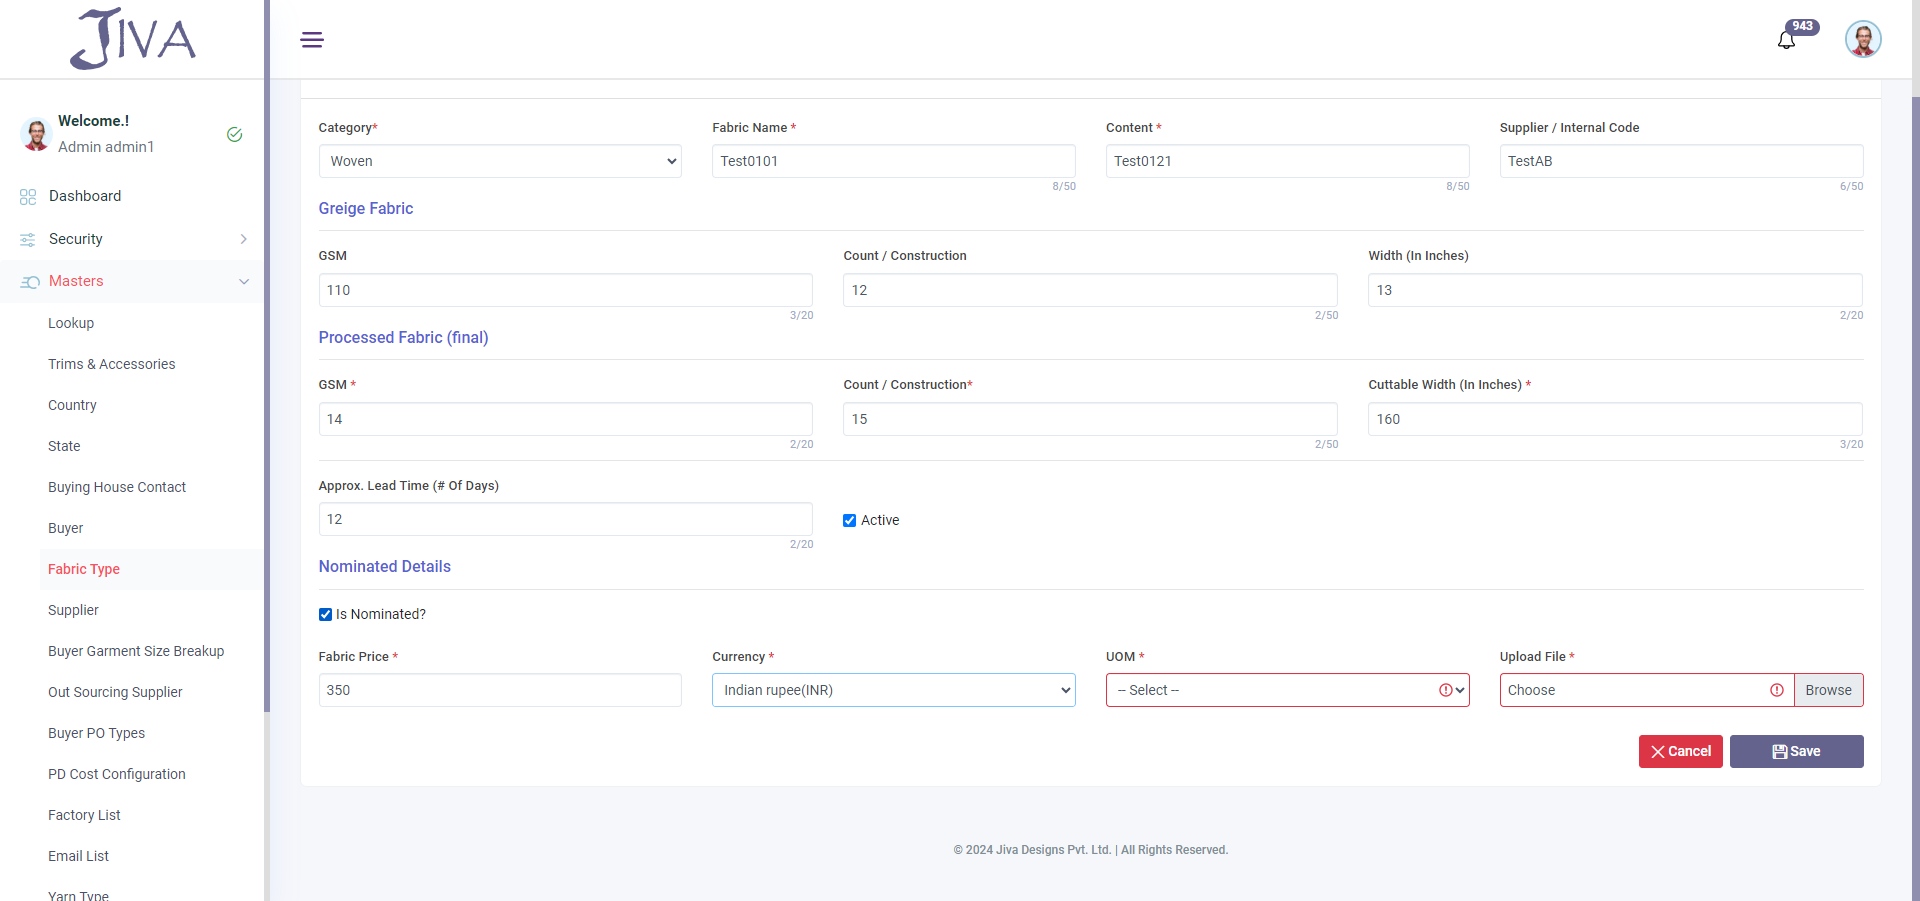 JIVA
943
Welcome.!
Admin admin1
Dashboard
Security
Masters
Lookup
Trims & Accessories
Country
State
Buying House Contact
Buyer
Fabric Type
Supplier
Buyer Garment Size Breakup
Out Sourcing Supplier
Buyer PO Types
PD Cost Configuration
Factory List
Email List
Yarn Type
Category* Fabric Name * Content * Supplier / Internal Code
Woven Test0101 Test0121 TestAB
8/50 8/50 6/50
Greige Fabric
GSM Count / Construction Width (In Inches)
110 12 13
3/20 2/50 2/20
Processed Fabric (final)
GSM * Count / Construction* Cuttable Width (In Inches) *
14 15 160
2/20 2/50 3/20
Approx. Lead Time (# Of Days)
12 Active
2/20
Nominated Details
Is Nominated?
Fabric Price * Currency * UOM * Upload File *
350 Indian rupee(INR) -- Select -- Choose Browse
Cancel Save
© 2024 Jiva Designs Pvt. Ltd. | All Rights Reserved.